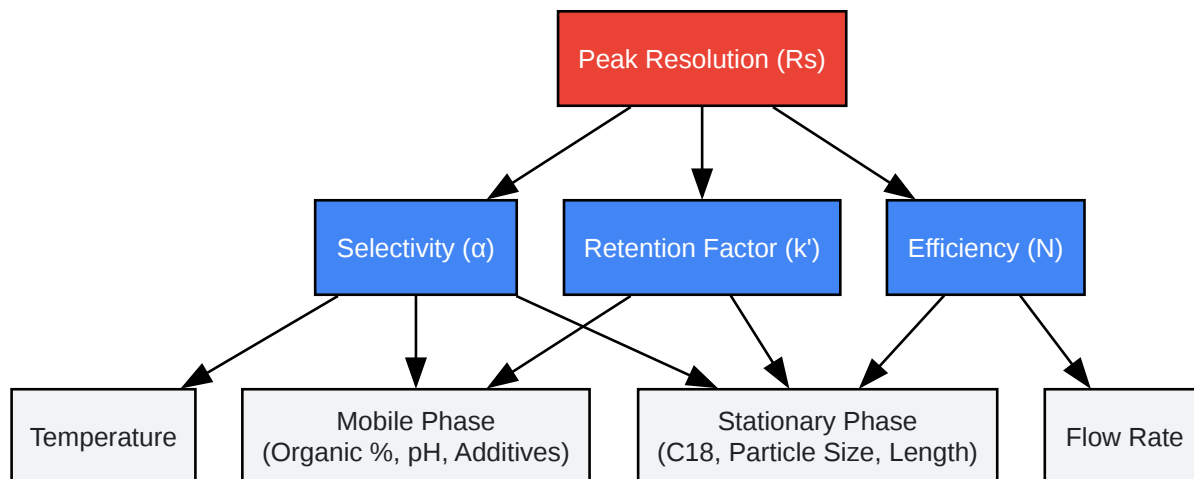 Peak Resolution (Rs)
Selectivity (α)
Retention Factor (k')
Efficiency (N)
Temperature
Mobile Phase
(Organic %, pH, Additives)
Stationary Phase
(C18, Particle Size, Length)
Flow Rate